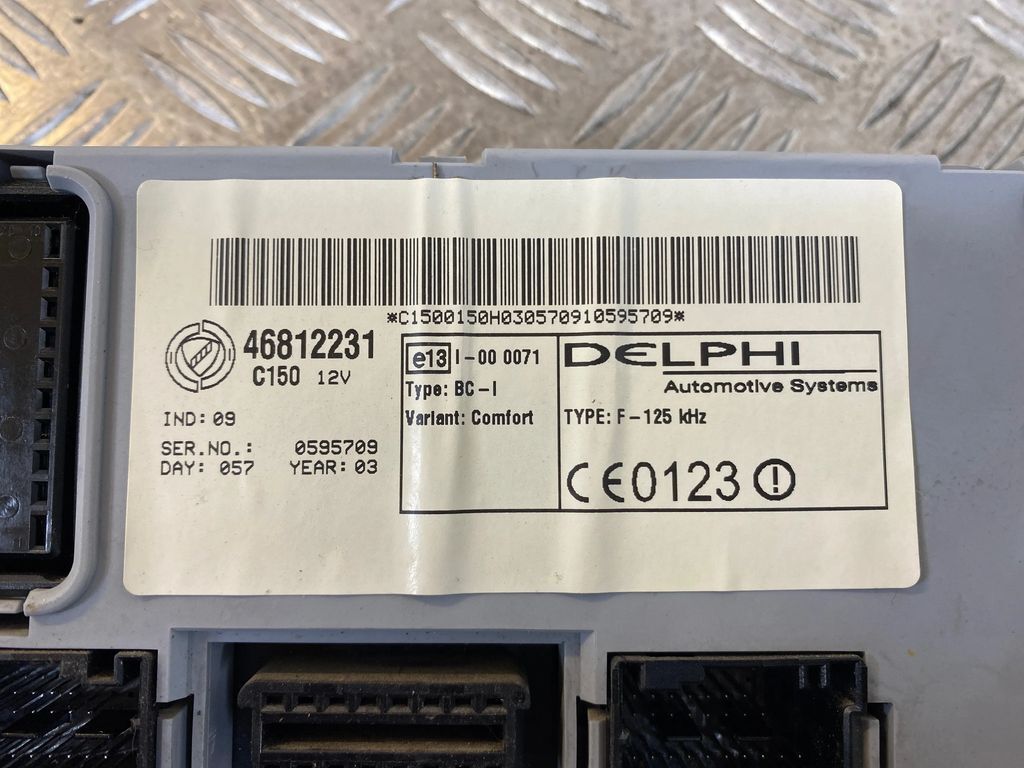 *C1500150H030570910595709*
46812231
C150 12V
IND: 09
SER.NO.: 0595709
DAY: 057 YEAR: 03
e13 I-00 0071
Type: BC-I
Variant: Comfort
DELPHI
Automotive Systems
TYPE: F-125 kHz
CE0123